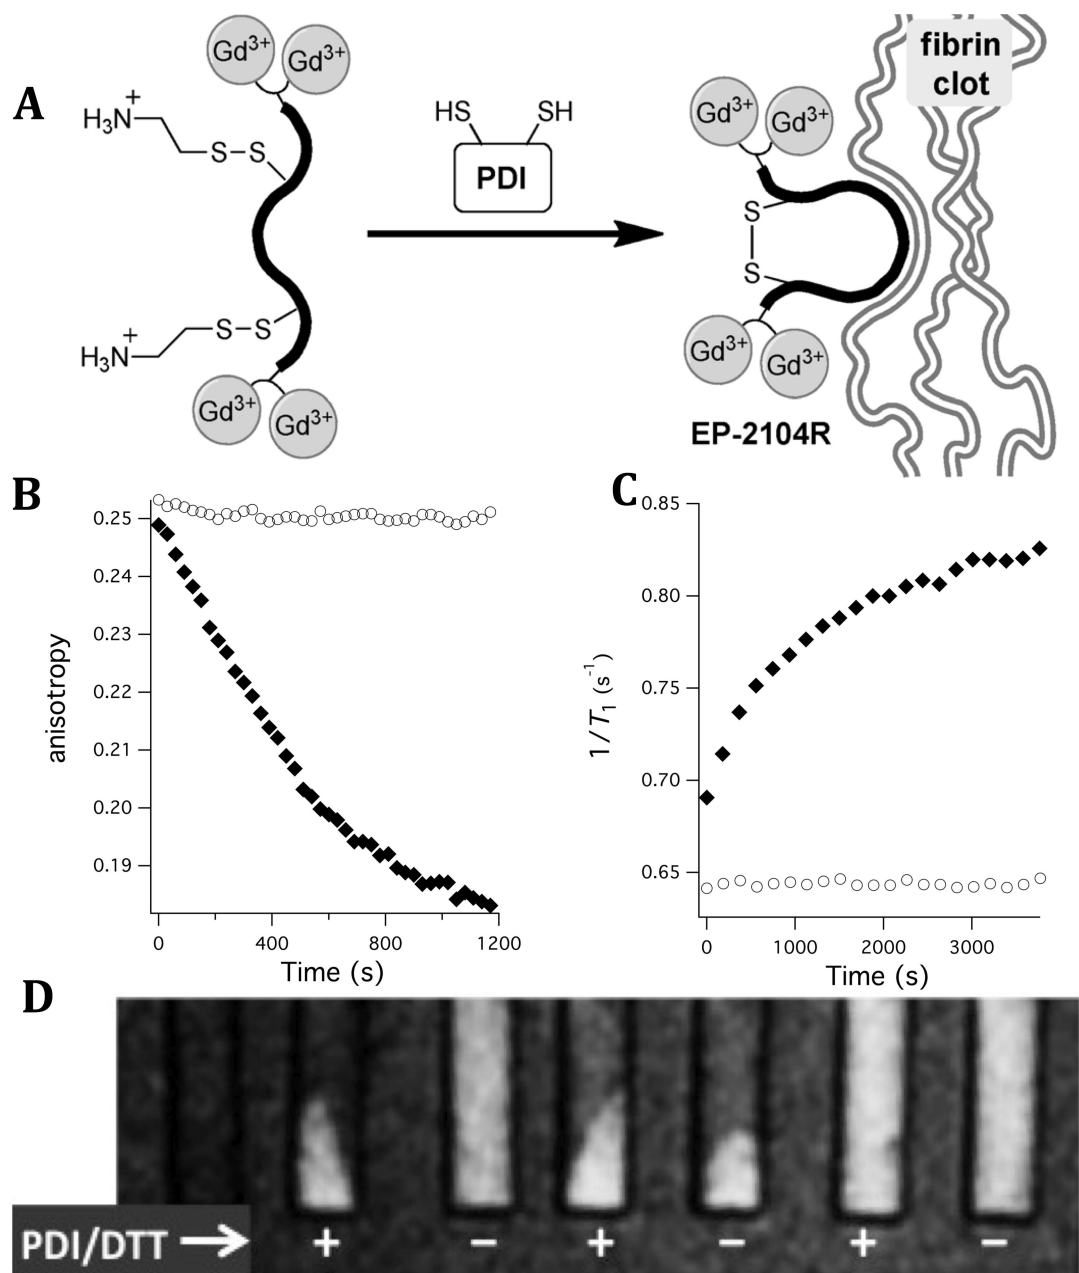 A
Gd³⁺ Gd³⁺
H₃N⁺
S–S
HS SH
PDI
H₃N⁺
S–S
Gd³⁺ Gd³⁺
fibrin
clot
Gd³⁺ Gd³⁺
S
S
Gd³⁺ Gd³⁺
EP-2104R
B
0.25
0.24
0.23
0.22
0.21
0.20
0.19
anisotropy
0 400 800 1200
Time (s)
C
0.85
0.80
0.75
0.70
0.65
1/T₁ (s⁻¹)
0 1000 2000 3000
Time (s)
D
PDI/DTT → + – + – + –